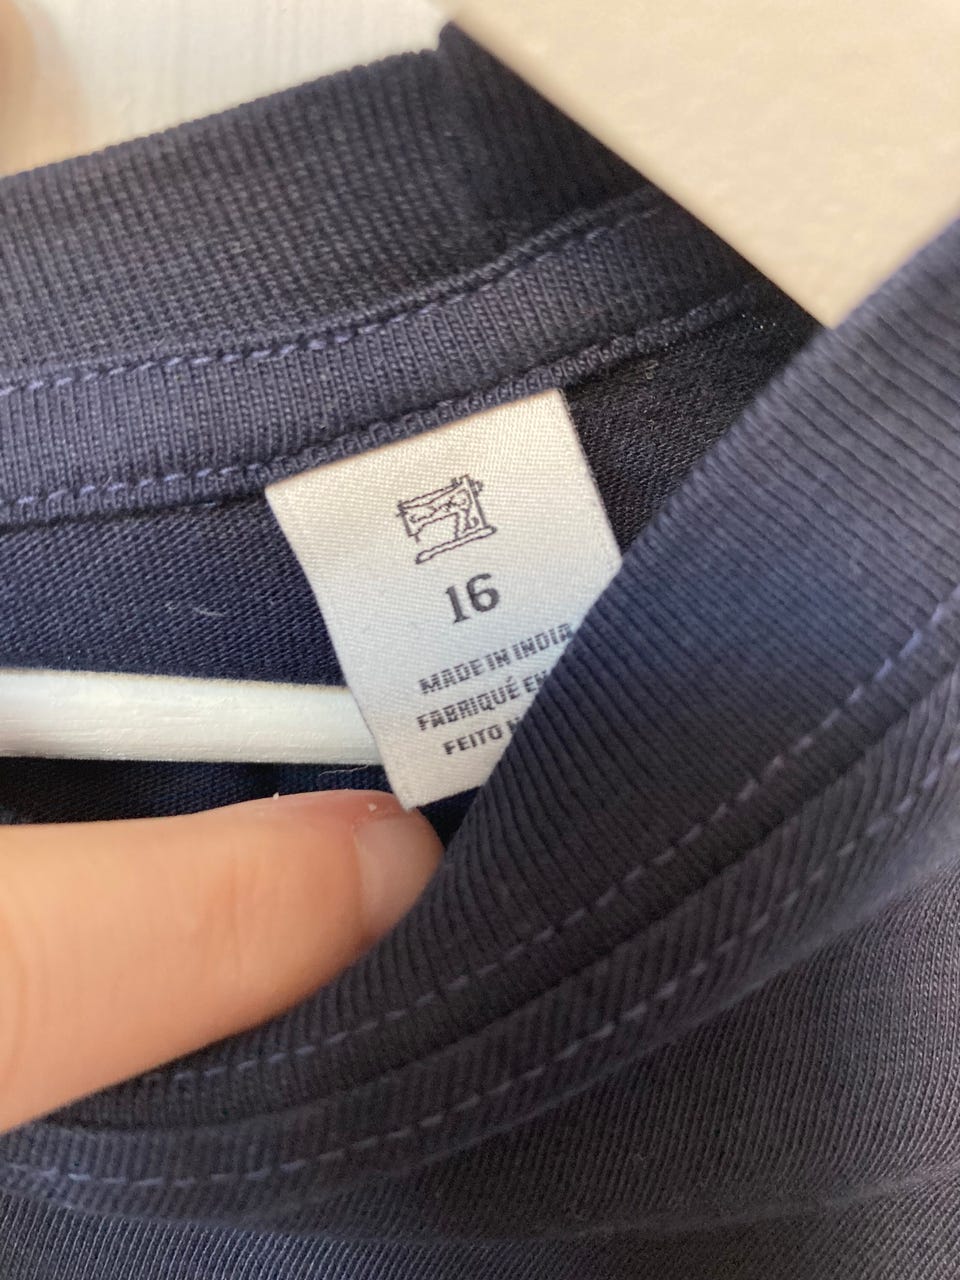 16
MADE IN INDIA
FABRIQUÉ EN
FEITO